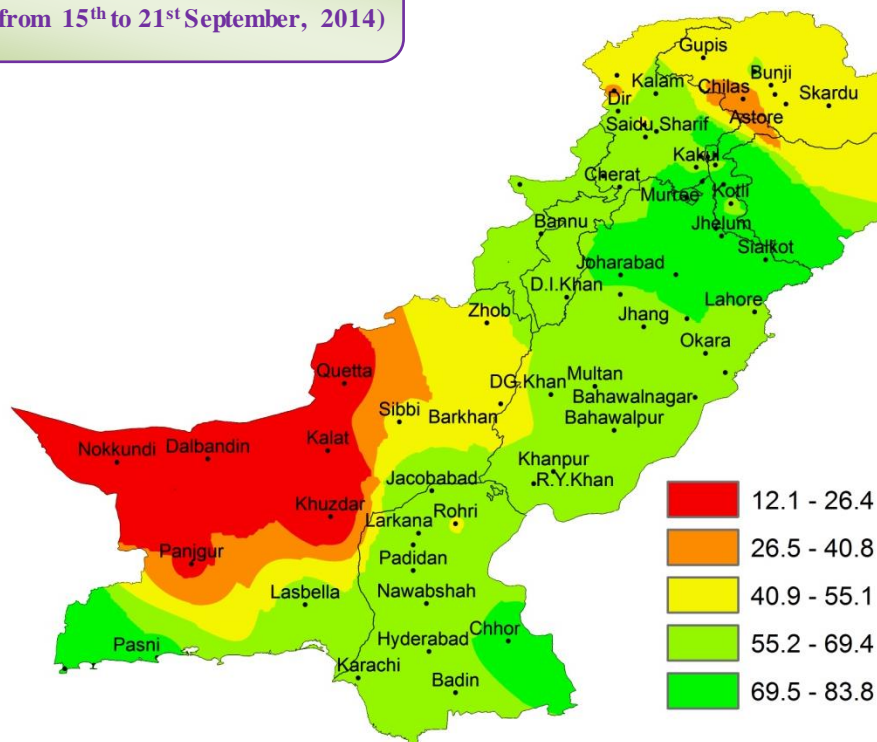 from 15th to 21st September, 2014)
Gupis
Bunji
Kalam
Chilas
Skardu
Dir
Astore
Saidu Sharif
Kakul
Cherat
Murree
Kotli
Bannu
Jhelum
Sialkot
Joharabad
D.I.Khan
Lahore
Zhob
Jhang
Okara
Quetta
DG.Khan
Multan
Sibbi
Barkhan
Bahawalnagar
Bahawalpur
Nokkundi
Dalbandin
Kalat
Khanpur
Jacobabad
R.Y.Khan
Khuzdar
Larkana
Rohri
Panjgur
Padidan
Lasbella
Nawabshah
Pasni
Hyderabad
Chhor
Karachi
Badin
12.1 - 26.4
26.5 - 40.8
40.9 - 55.1
55.2 - 69.4
69.5 - 83.8